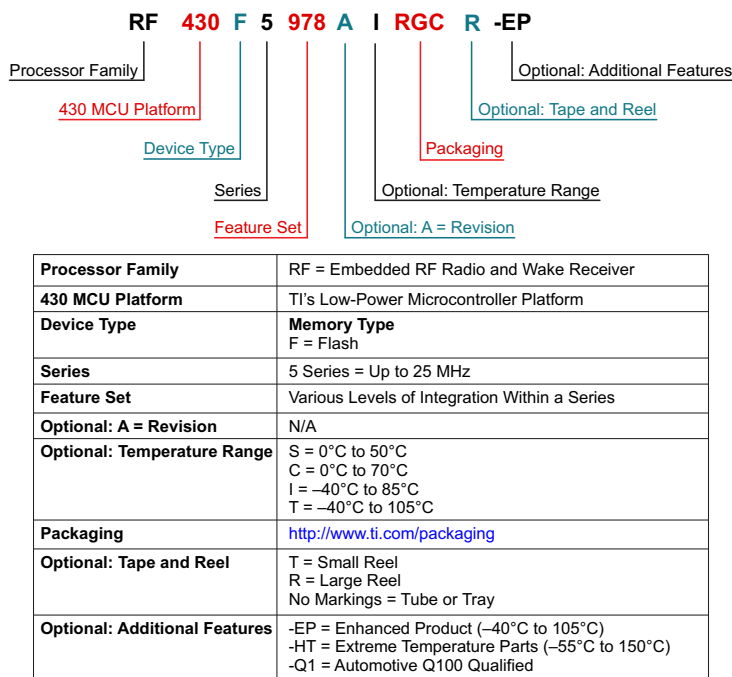 RF 430 F 5 978 A I RGC R -EP
Processor Family
Optional: Additional Features
430 MCU Platform
Optional: Tape and Reel
Device Type
Packaging
Series
Optional: Temperature Range
Feature Set
Optional: A = Revision
Processor Family RF = Embedded RF Radio and Wake Receiver
430 MCU Platform TI's Low-Power Microcontroller Platform
Device Type Memory Type
F = Flash
Series 5 Series = Up to 25 MHz
Feature Set Various Levels of Integration Within a Series
Optional: A = Revision N/A
Optional: Temperature Range S = 0°C to 50°C
C = 0°C to 70°C
I = –40°C to 85°C
T = –40°C to 105°C
Packaging http://www.ti.com/packaging
Optional: Tape and Reel T = Small Reel
R = Large Reel
No Markings = Tube or Tray
Optional: Additional Features -EP = Enhanced Product (–40°C to 105°C)
-HT = Extreme Temperature Parts (–55°C to 150°C)
-Q1 = Automotive Q100 Qualified